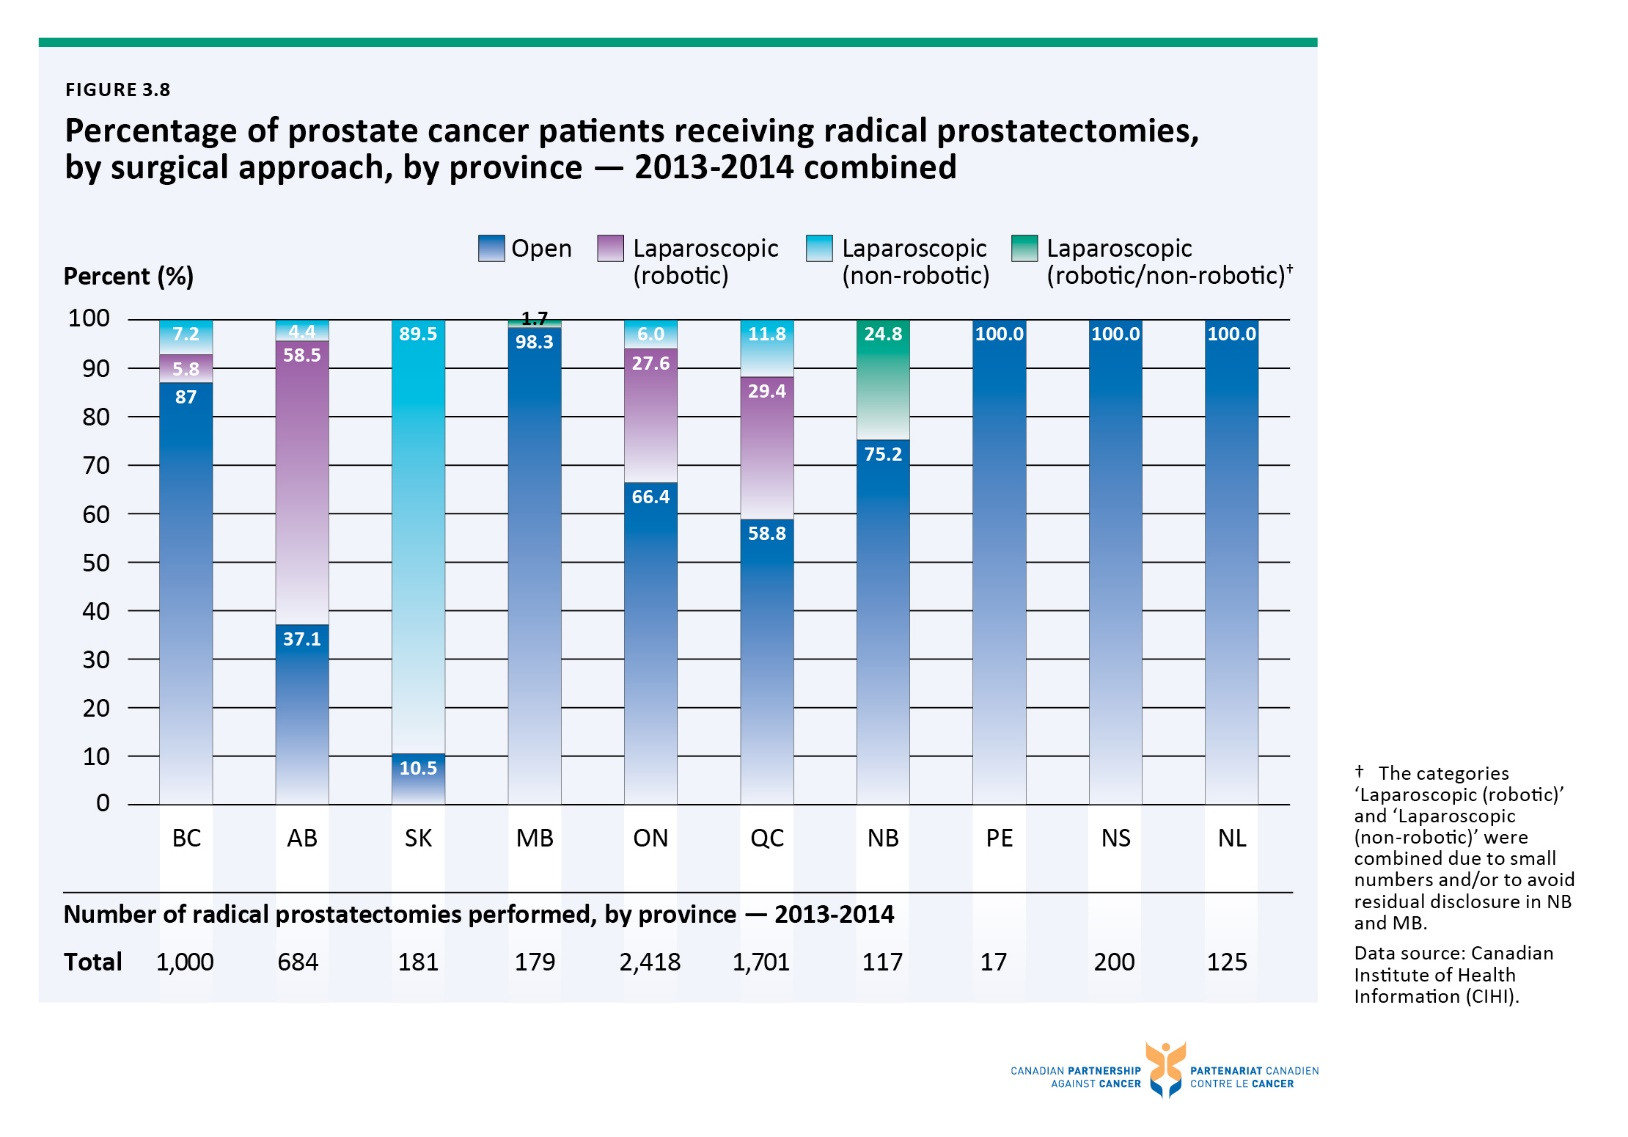 FIGURE 3.8
Percentage of prostate cancer patients receiving radical prostatectomies,
by surgical approach, by province — 2013-2014 combined
Open
Laparoscopic
(robotic)
Laparoscopic
(non-robotic)
Laparoscopic
(robotic/non-robotic)†
Percent (%)
100
90
80
70
60
50
40
30
20
10
0
7.2
5.8
87
4.4
58.5
37.1
89.5
10.5
1.7
98.3
6.0
27.6
66.4
11.8
29.4
58.8
24.8
75.2
100.0
100.0
100.0
BC AB SK MB ON QC NB PE NS NL
Number of radical prostatectomies performed, by province — 2013-2014
Total 1,000 684 181 179 2,418 1,701 117 17 200 125
† The categories
‘Laparoscopic (robotic)’
and ‘Laparoscopic
(non-robotic)’ were
combined due to small
numbers and/or to avoid
residual disclosure in NB
and MB.
Data source: Canadian
Institute of Health
Information (CIHI).
CANADIAN PARTNERSHIP
AGAINST CANCER
PARTENARIAT CANADIEN
CONTRE LE CANCER